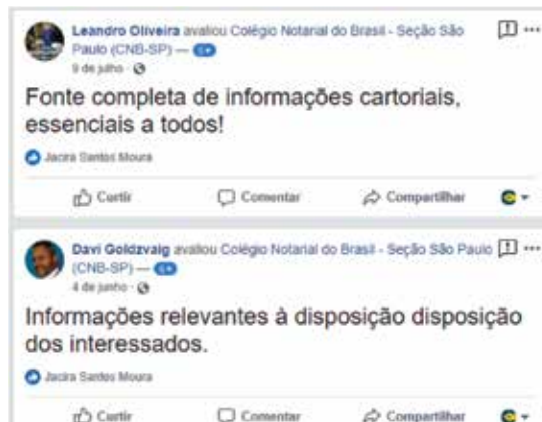 Leandro Oliveira avaliou Colégio Notarial do Brasil - Seção São
Paulo (CNB-SP) —
9 de julho ·
Fonte completa de informações cartoriais,
essenciais a todos!
Jacira Santos Moura
Curtir Comentar Compartilhar
Davi Goldzvaig avaliou Colégio Notarial do Brasil - Seção São Paulo
(CNB-SP) —
4 de junho ·
Informações relevantes à disposição disposição
dos interessados.
Jacira Santos Moura
Curtir Comentar Compartilhar